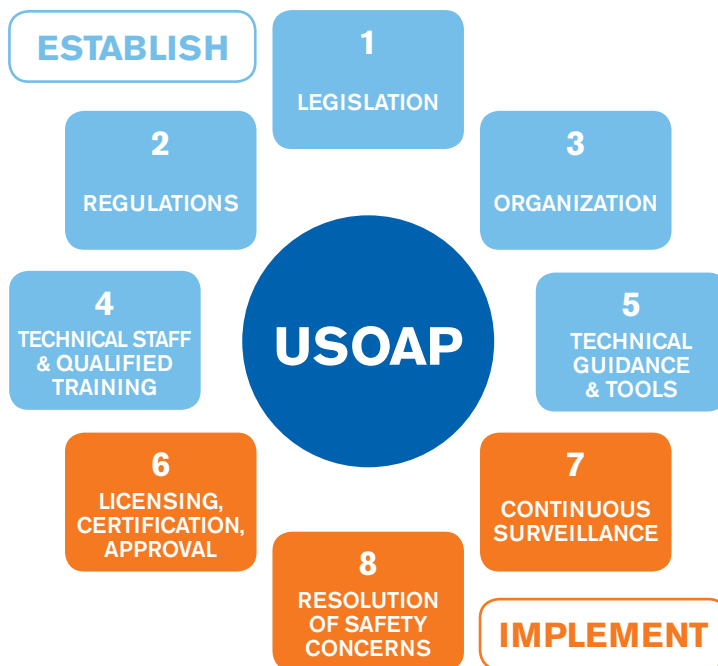 ESTABLISH
1
LEGISLATION
2
REGULATIONS
3
ORGANIZATION
4
TECHNICAL STAFF
& QUALIFIED
TRAINING
USOAP
5
TECHNICAL
GUIDANCE
& TOOLS
6
LICENSING,
CERTIFICATION,
APPROVAL
7
CONTINUOUS
SURVEILLANCE
8
RESOLUTION
OF SAFETY
CONCERNS
IMPLEMENT